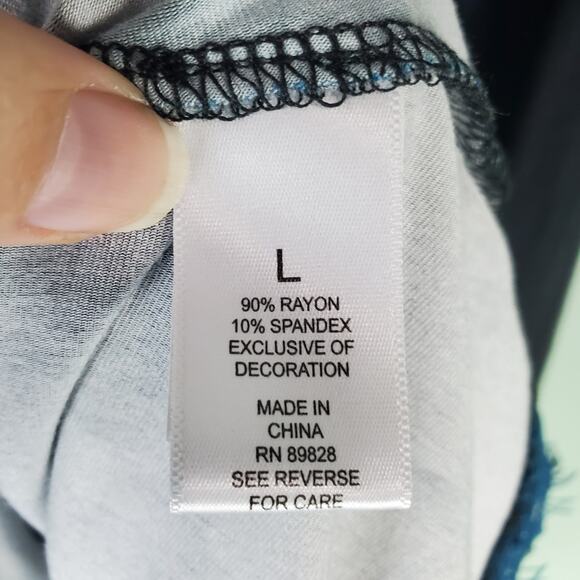 L
90% RAYON
10% SPANDEX
EXCLUSIVE OF
DECORATION
MADE IN
CHINA
RN 89828
SEE REVERSE
FOR CARE